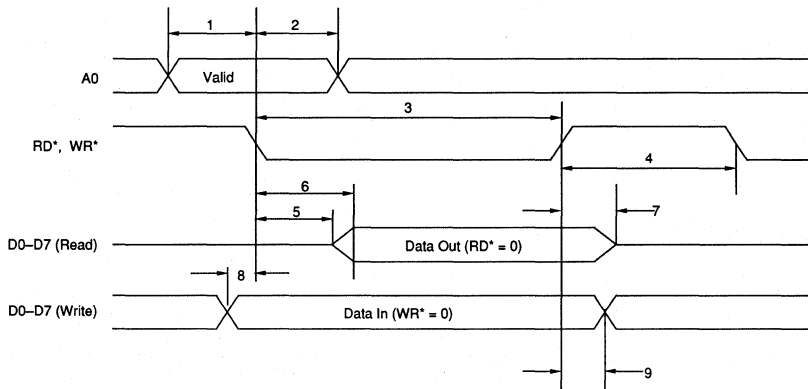 1
2
A0
Valid
3
RD*, WR*
4
6
5
7
D0–D7 (Read)
Data Out (RD* = 0)
8
D0–D7 (Write)
Data In (WR* = 0)
9